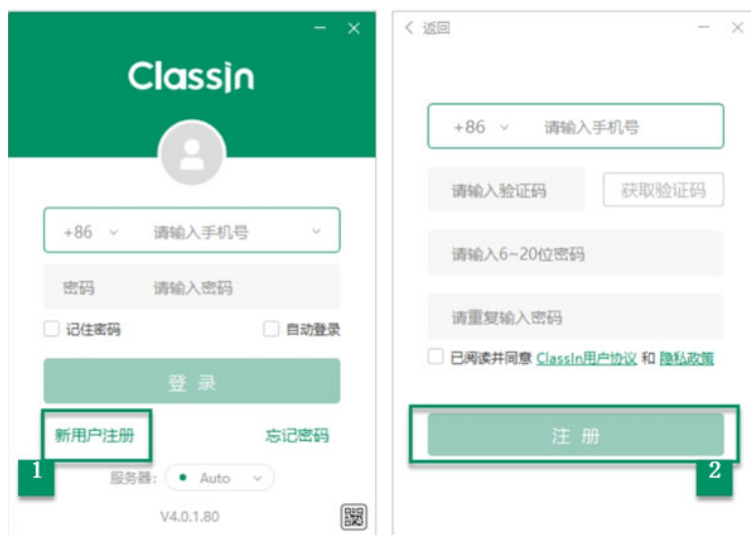 ClassIn
+86 请输入手机号
密码 请输入密码
记住密码 自动登录
登 录
新用户注册 忘记密码
1
服务器: Auto
V4.0.1.80
返回
+86 请输入手机号
请输入验证码 获取验证码
请输入6~20位密码
请重复输入密码
已阅读并同意 ClassIn用户协议 和 隐私政策
注 册
2